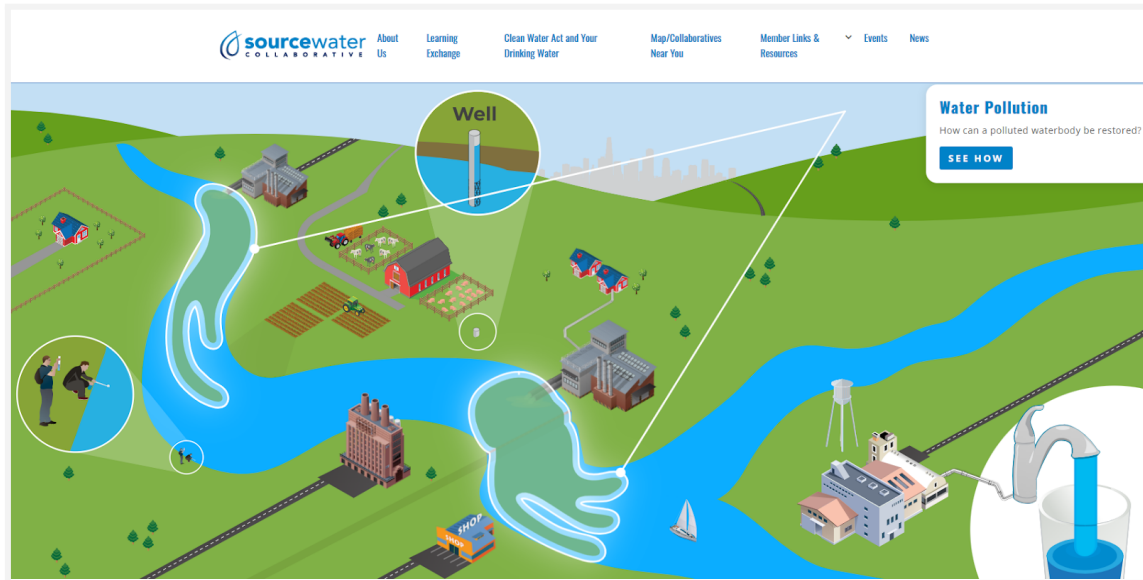 sourcewater
COLLABORATIVE
About Us
Learning Exchange
Clean Water Act and Your Drinking Water
Map/Collaboratives Near You
Member Links & Resources
Events
News
Well
Water Pollution
How can a polluted waterbody be restored?
SEE HOW
SHOP
SHOP